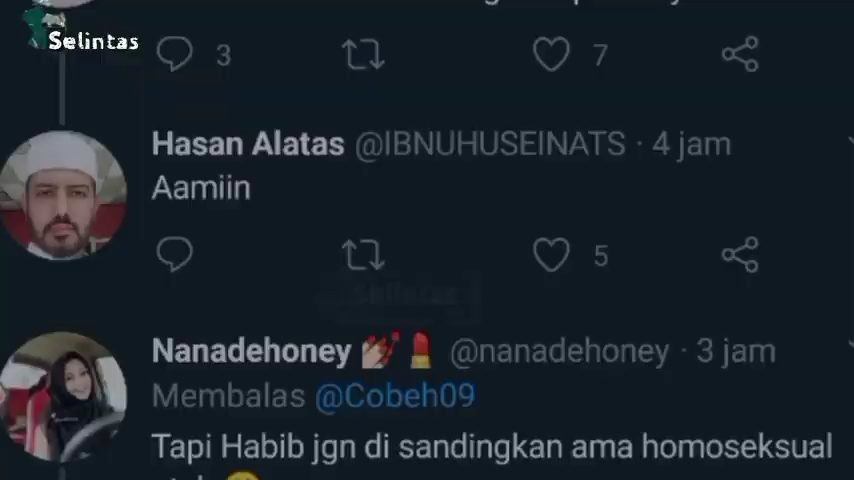 Selintas
3 7
Hasan Alatas @IBNUHUSEINATS · 4 jam
Aamiin
5
Selintas
Nanadehoney 💅💄 @nanadehoney · 3 jam
Membalas @Cobeh09
Tapi Habib jgn di sandingkan ama homoseksual